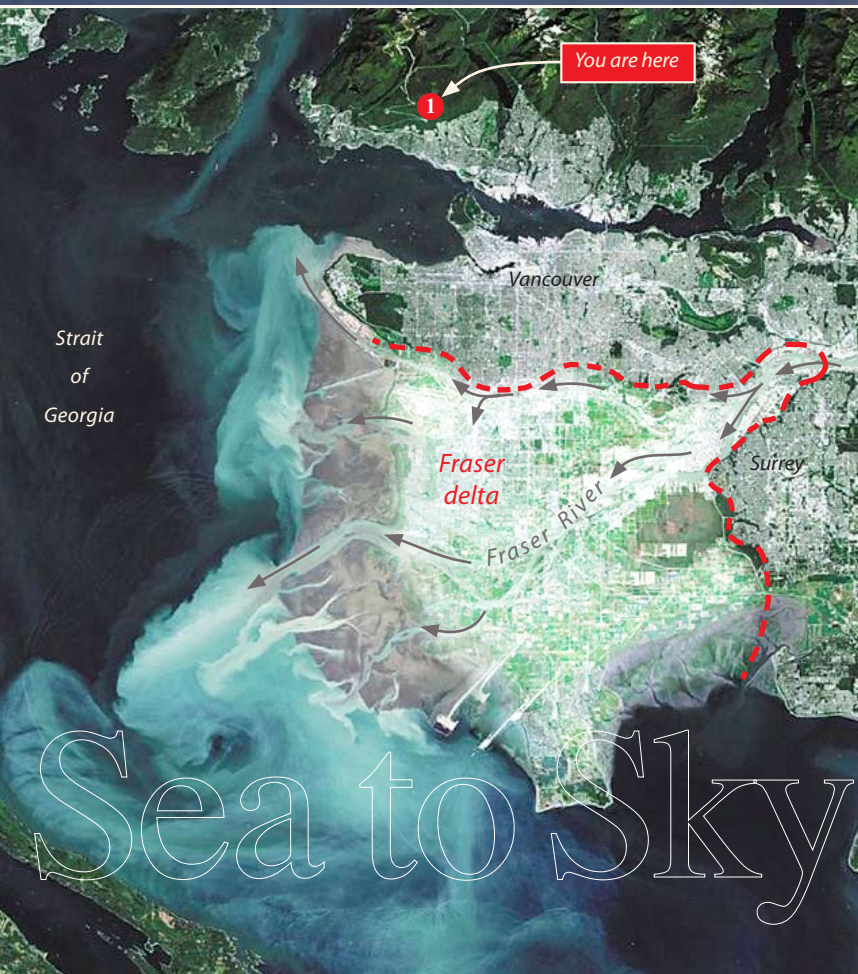 You are here
1
Vancouver
Strait
of
Georgia
Fraser
delta
Surrey
Fraser River
Sea to Sky